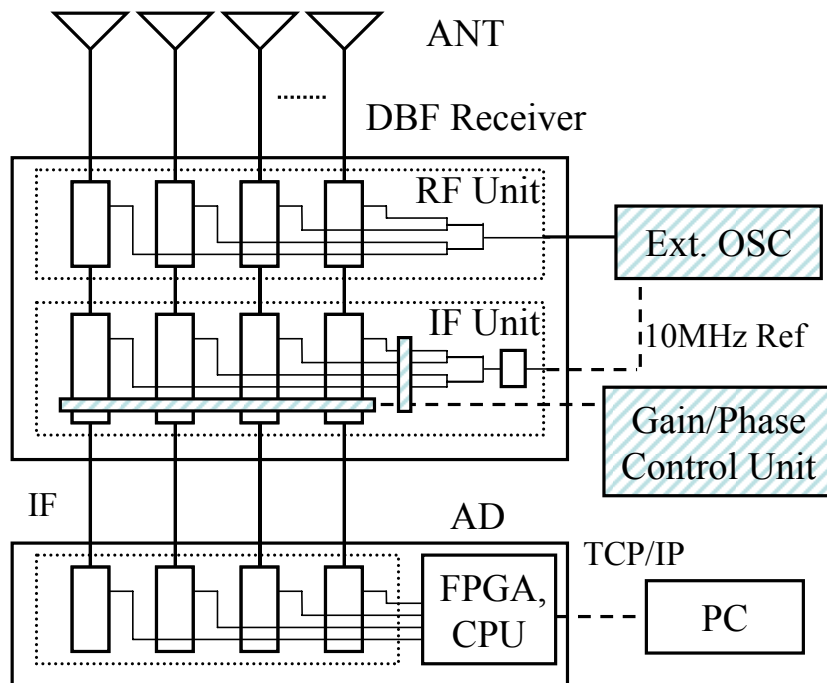 ANT
DBF Receiver
RF Unit
Ext. OSC
IF Unit
10MHz Ref
Gain/Phase
Control Unit
IF
AD
TCP/IP
FPGA,
CPU
PC